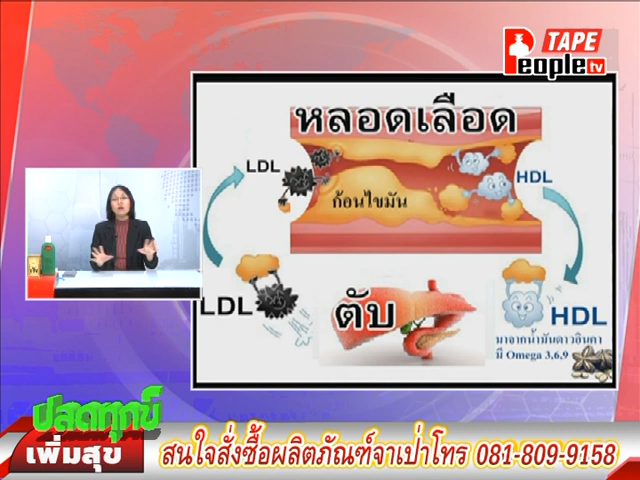 TAPE
People tv
หลอดเลือด
LDL
HDL
ก้อนไขมัน
LDL
ตับ
HDL
มาจากน้ำมันดาวอินคา
มี Omega 3,6,9
ปลดทุกข์
เพิ่มสุข
สนใจสั่งซื้อผลิตภัณฑ์จาเป่าโทร 081-809-9158